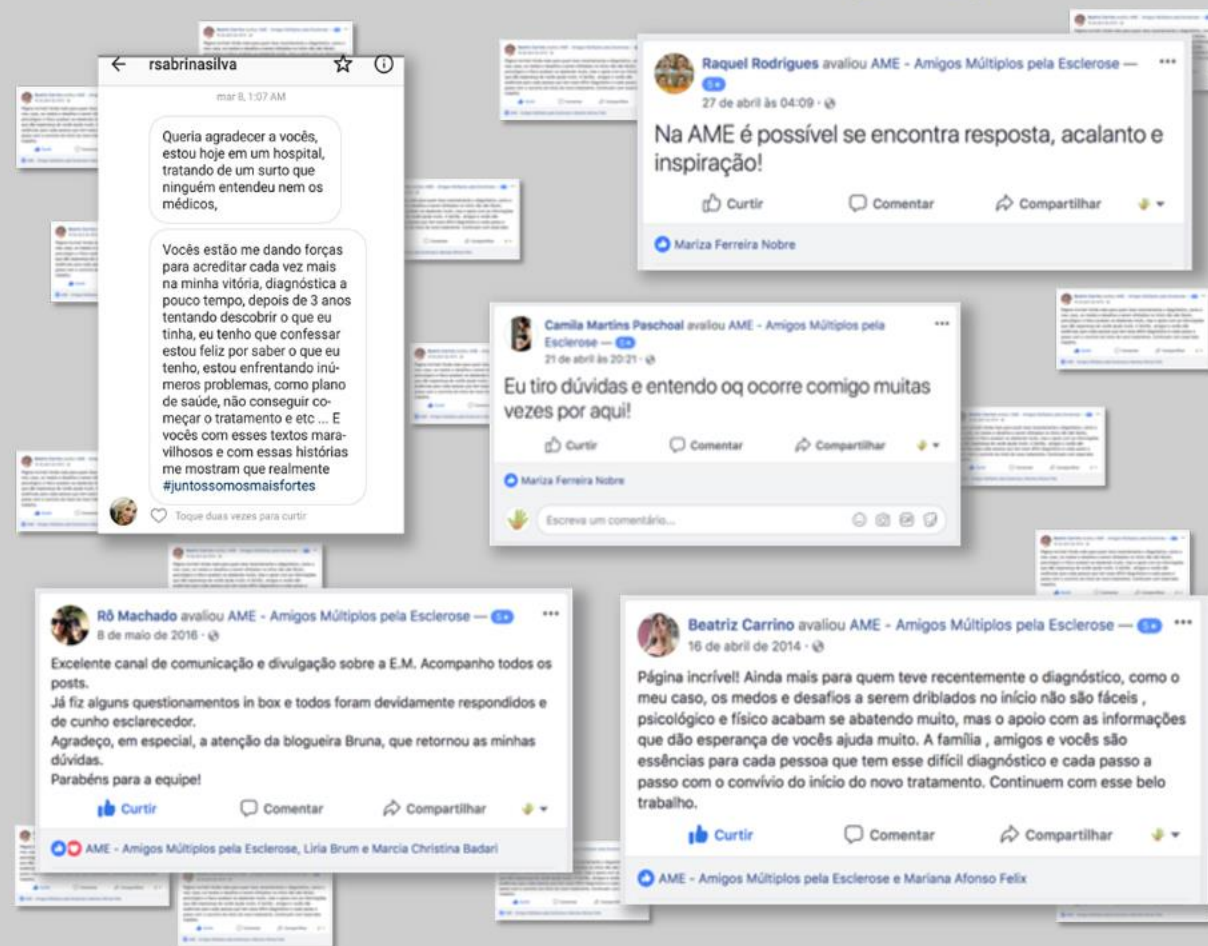 rsabrinasilva
mar 8, 1:07 AM
Queria agradecer a vocês,
estou hoje em um hospital,
tratando de um surto que
ninguém entendeu nem os
médicos,
Vocês estão me dando forças
para acreditar cada vez mais
na minha vitória, diagnóstica a
pouco tempo, depois de 3 anos
tentando descobrir o que eu
tinha, eu tenho que confessar
estou feliz por saber o que eu
tenho, estou enfrentando inú-
meros problemas, como plano
de saúde, não conseguir co-
meçar o tratamento e etc ... E
vocês com esses textos mara-
vilhosos e com essas histórias
me mostram que realmente
#juntossomosmaisfortes
Toque duas vezes para curtir
Raquel Rodrigues avaliou AME - Amigos Múltiplos pela Esclerose —
5★
27 de abril às 04:09 ·
Na AME é possível se encontra resposta, acalanto e
inspiração!
Curtir Comentar Compartilhar
Mariza Ferreira Nobre
Camila Martins Paschoal avaliou AME - Amigos Múltiplos pela
Esclerose — 5★
21 de abril às 20:21 ·
Eu tiro dúvidas e entendo oq ocorre comigo muitas
vezes por aqui!
Curtir Comentar Compartilhar
Mariza Ferreira Nobre
Escreva um comentário...
Rô Machado avaliou AME - Amigos Múltiplos pela Esclerose — 5★
8 de maio de 2016 ·
Excelente canal de comunicação e divulgação sobre a E.M. Acompanho todos os
posts.
Já fiz alguns questionamentos in box e todos foram devidamente respondidos e
de cunho esclarecedor.
Agradeço, em especial, a atenção da blogueira Bruna, que retornou as minhas
dúvidas.
Parabéns para a equipe!
Curtir Comentar Compartilhar
AME - Amigos Múltiplos pela Esclerose, Liria Brum e Marcia Christina Badari
Beatriz Carrino avaliou AME - Amigos Múltiplos pela Esclerose — 5★
16 de abril de 2014 ·
Página incrível! Ainda mais para quem teve recentemente o diagnóstico, como o
meu caso, os medos e desafios a serem driblados no início não são fáceis ,
psicológico e físico acabam se abatendo muito, mas o apoio com as informações
que dão esperança de vocês ajuda muito. A família , amigos e vocês são
essências para cada pessoa que tem esse difícil diagnóstico e cada passo a
passo com o convívio do início do novo tratamento. Continuem com esse belo
trabalho.
Curtir Comentar Compartilhar
AME - Amigos Múltiplos pela Esclerose e Mariana Afonso Felix